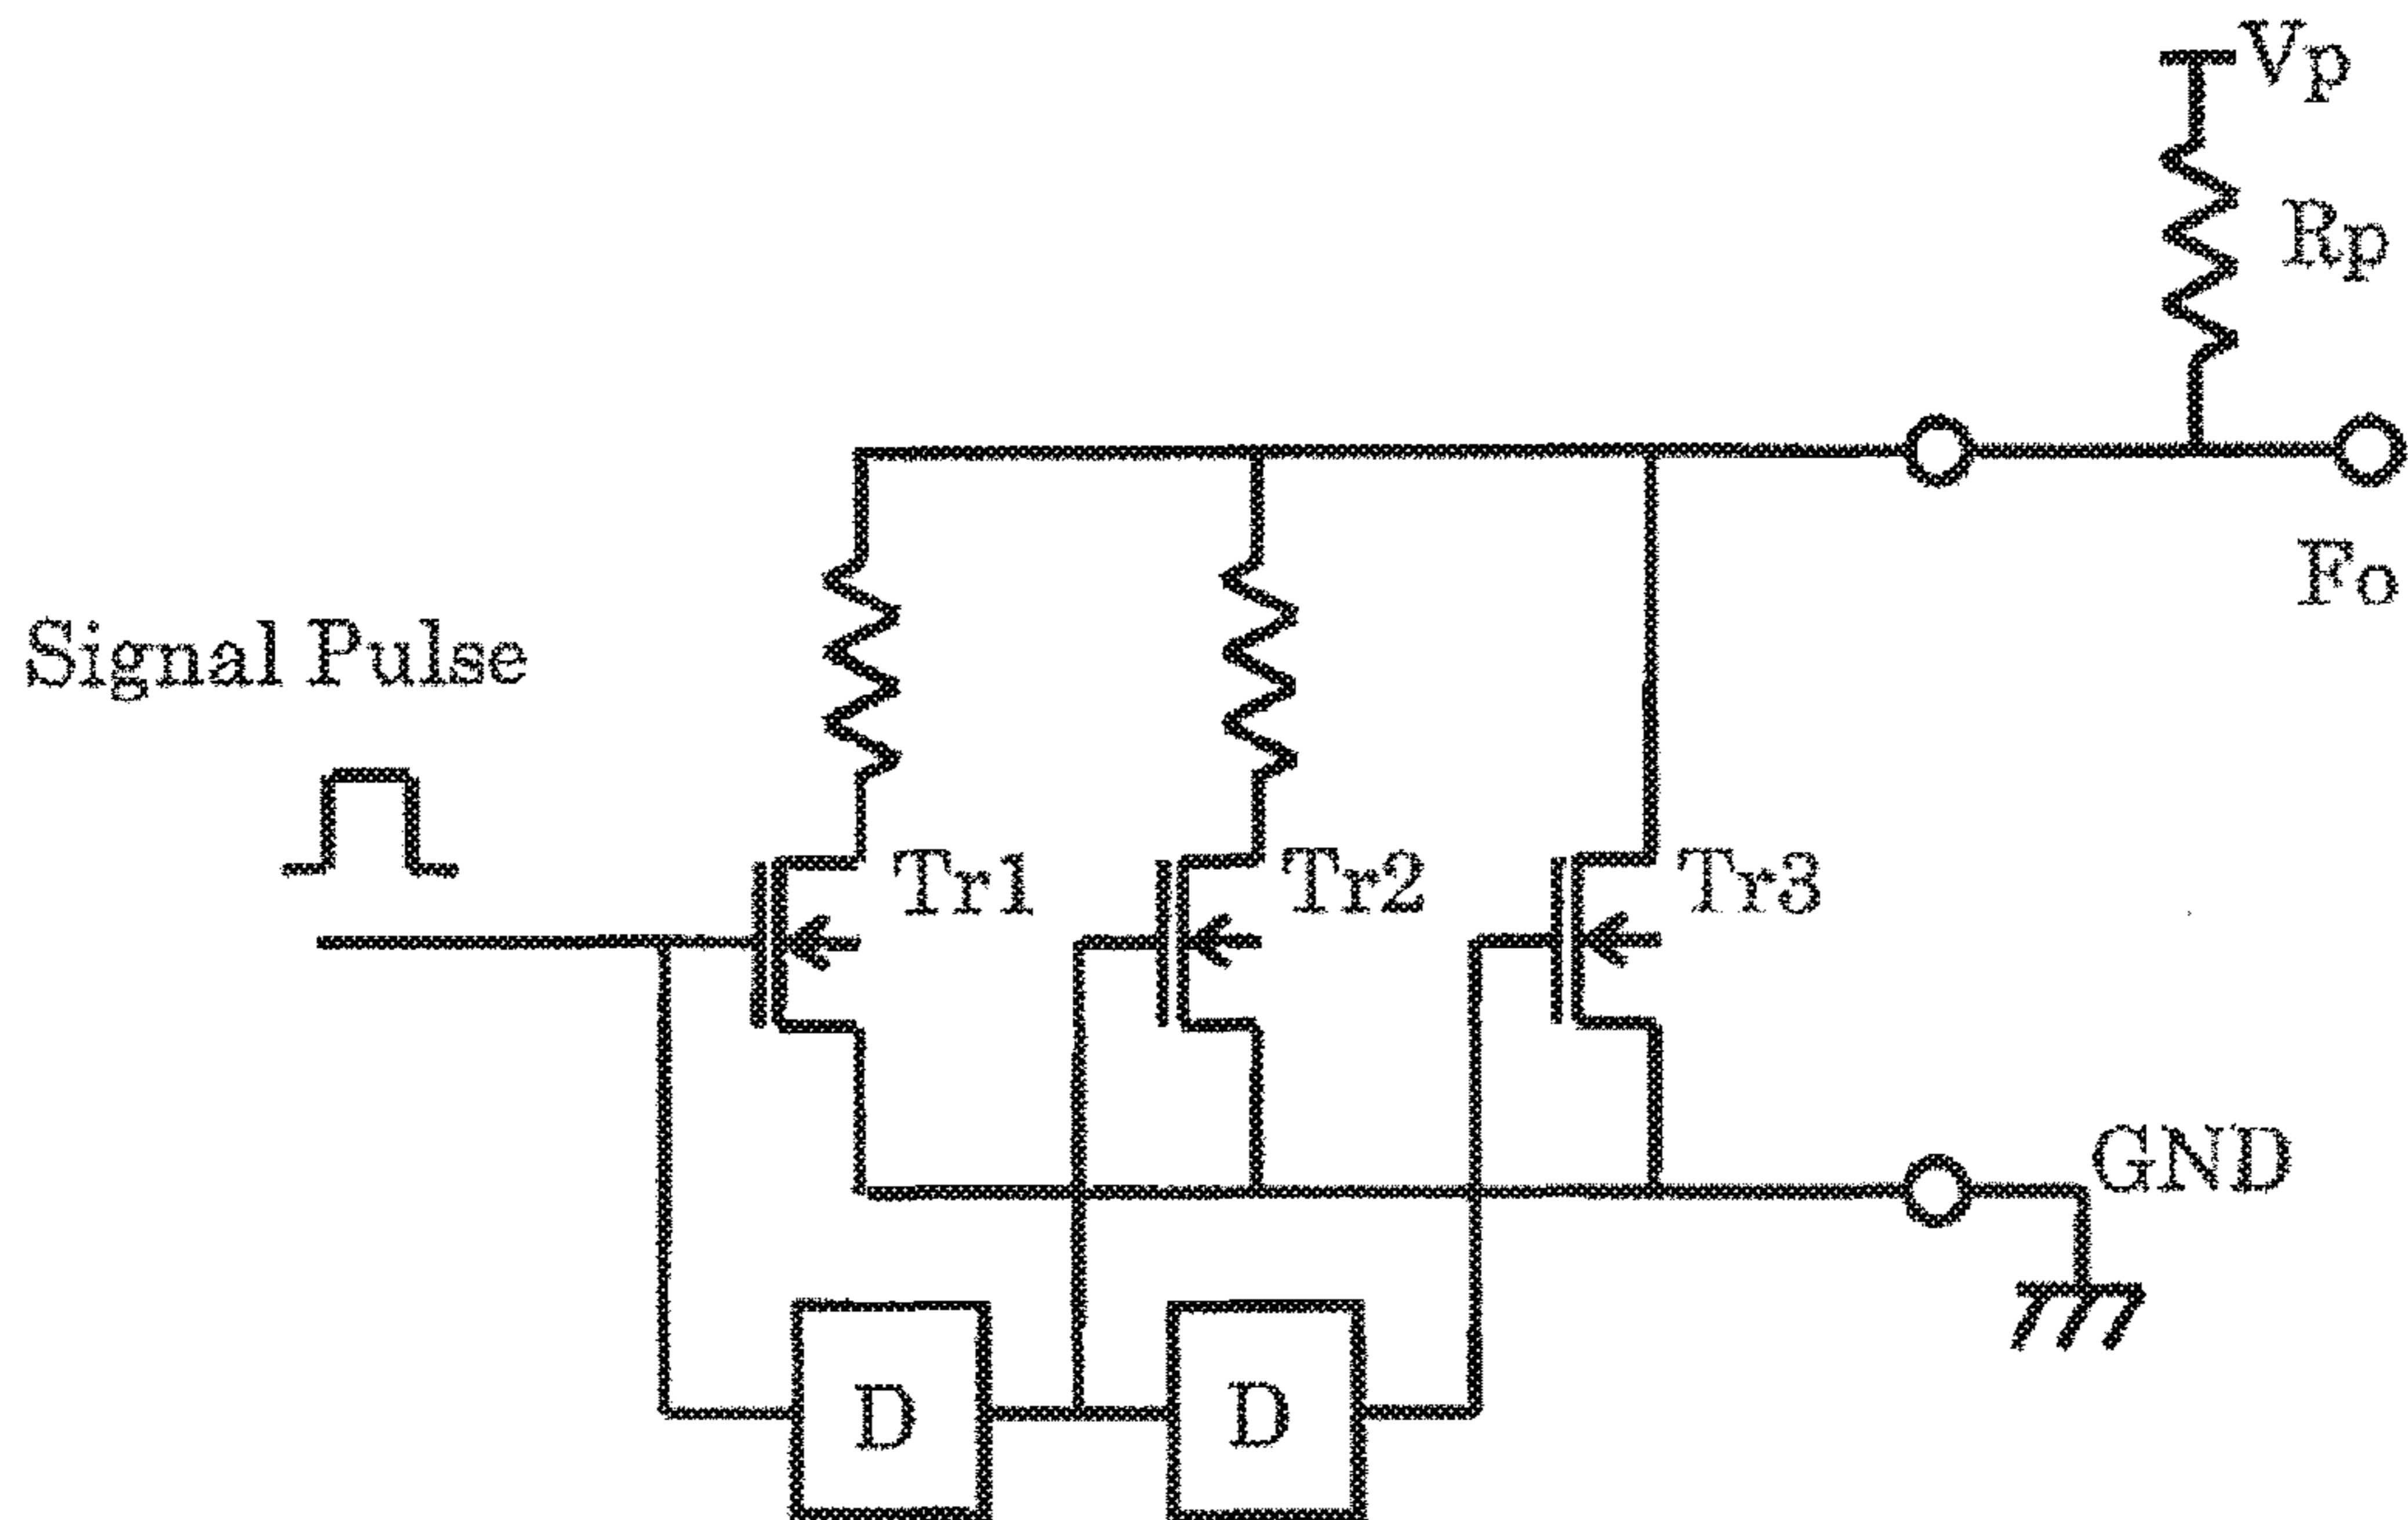 Vp
Rp
Fo
Signal Pulse
Tr1
Tr2
Tr3
GND
D
D